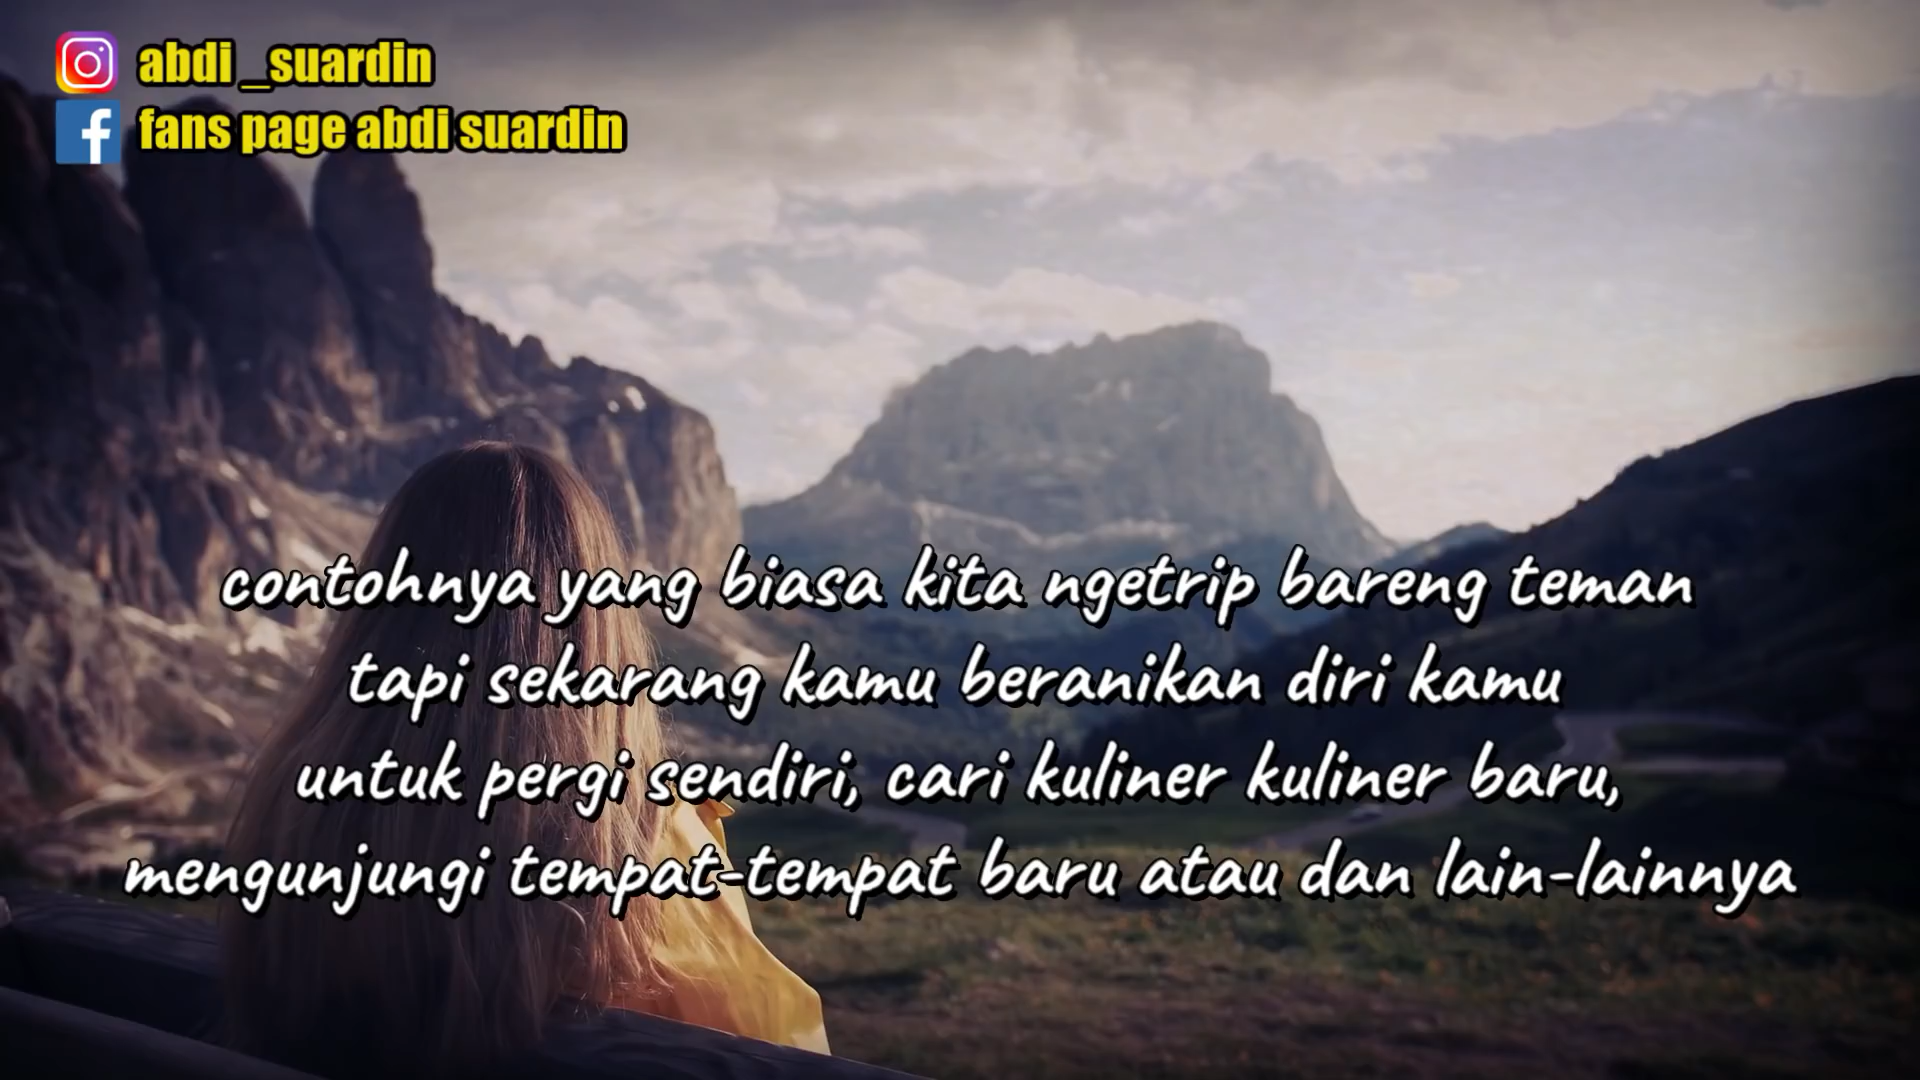 abdi _suardin
fans page abdi suardin
contohnya yang biasa kita ngetrip bareng teman
tapi sekarang kamu beranikan diri kamu
untuk pergi sendiri, cari kuliner kuliner baru,
mengunjungi tempat-tempat baru atau dan lain-lainnya